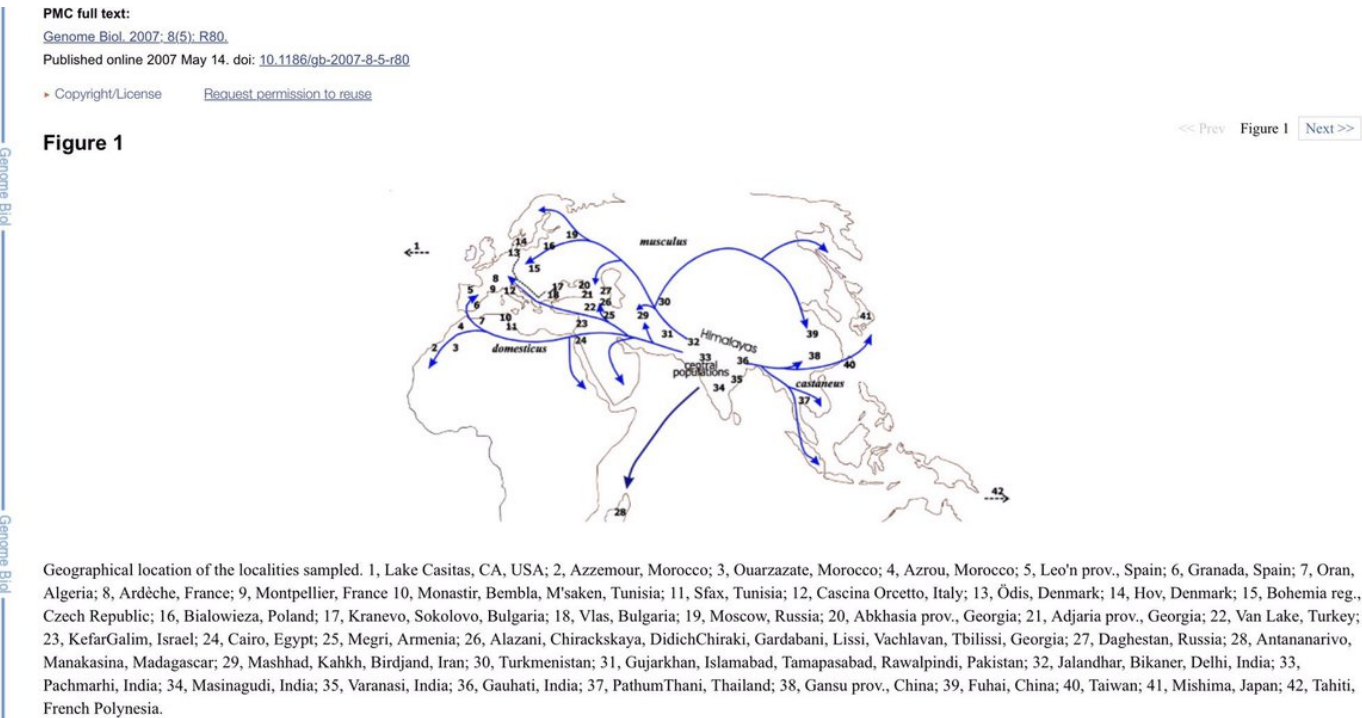 PMC full text:
Genome Biol. 2007; 8(5): R80.
Published online 2007 May 14. doi: 10.1186/gb-2007-8-5-r80
▸ Copyright/License Request permission to reuse
<< Prev Figure 1 Next >>
Figure 1
Genome Biol
Genome Biol
1
14
13
19
16
15
musculus
8
5
9
12
6
17
18
20
21
27
22
26
25
30
29
10
7
11
4
23
31
32
Himalayas
39
41
2
3
domesticus
24
33
central
populations
36
35
34
38
40
castaneus
37
28
42
Geographical location of the localities sampled. 1, Lake Casitas, CA, USA; 2, Azzemour, Morocco; 3, Ouarzazate, Morocco; 4, Azrou, Morocco; 5, Leo'n prov., Spain; 6, Granada, Spain; 7, Oran,
Algeria; 8, Ardèche, France; 9, Montpellier, France 10, Monastir, Bembla, M'saken, Tunisia; 11, Sfax, Tunisia; 12, Cascina Orcetto, Italy; 13, Ödis, Denmark; 14, Hov, Denmark; 15, Bohemia reg.,
Czech Republic; 16, Bialowieza, Poland; 17, Kranevo, Sokolovo, Bulgaria; 18, Vlas, Bulgaria; 19, Moscow, Russia; 20, Abkhasia prov., Georgia; 21, Adjaria prov., Georgia; 22, Van Lake, Turkey;
23, KefarGalim, Israel; 24, Cairo, Egypt; 25, Megri, Armenia; 26, Alazani, Chirackskaya, DidichChiraki, Gardabani, Lissi, Vachlavan, Tbilissi, Georgia; 27, Daghestan, Russia; 28, Antananarivo,
Manakasina, Madagascar; 29, Mashhad, Kahkh, Birdjand, Iran; 30, Turkmenistan; 31, Gujarkhan, Islamabad, Tamapasabad, Rawalpindi, Pakistan; 32, Jalandhar, Bikaner, Delhi, India; 33,
Pachmarhi, India; 34, Masinagudi, India; 35, Varanasi, India; 36, Gauhati, India; 37, PathumThani, Thailand; 38, Gansu prov., China; 39, Fuhai, China; 40, Taiwan; 41, Mishima, Japan; 42, Tahiti,
French Polynesia.